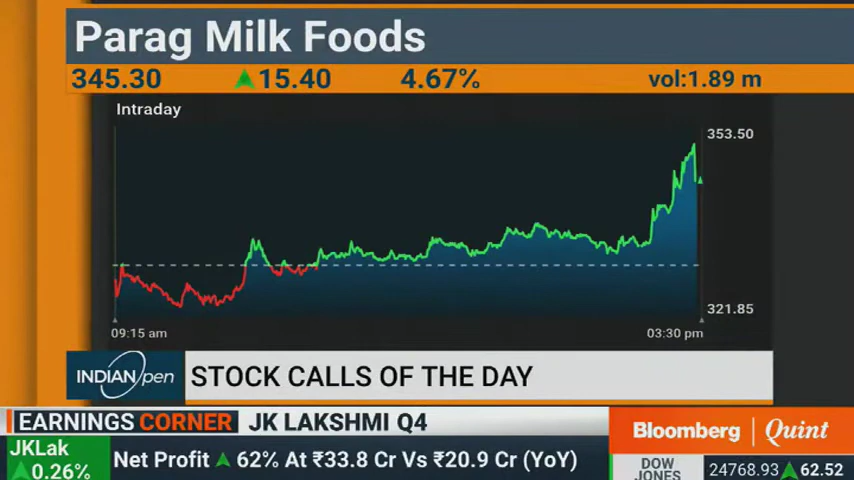 Parag Milk Foods
345.30 15.40 4.67% vol:1.89 m
Intraday
353.50
321.85
09:15 am 03:30 pm
INDIAN Open STOCK CALLS OF THE DAY
EARNINGS CORNER JK LAKSHMI Q4
JKLak
0.26%
Net Profit ▲ 62% At ₹33.8 Cr Vs ₹20.9 Cr (YoY)
Bloomberg | Quint
DOW JONES 24768.93 ▲ 62.52